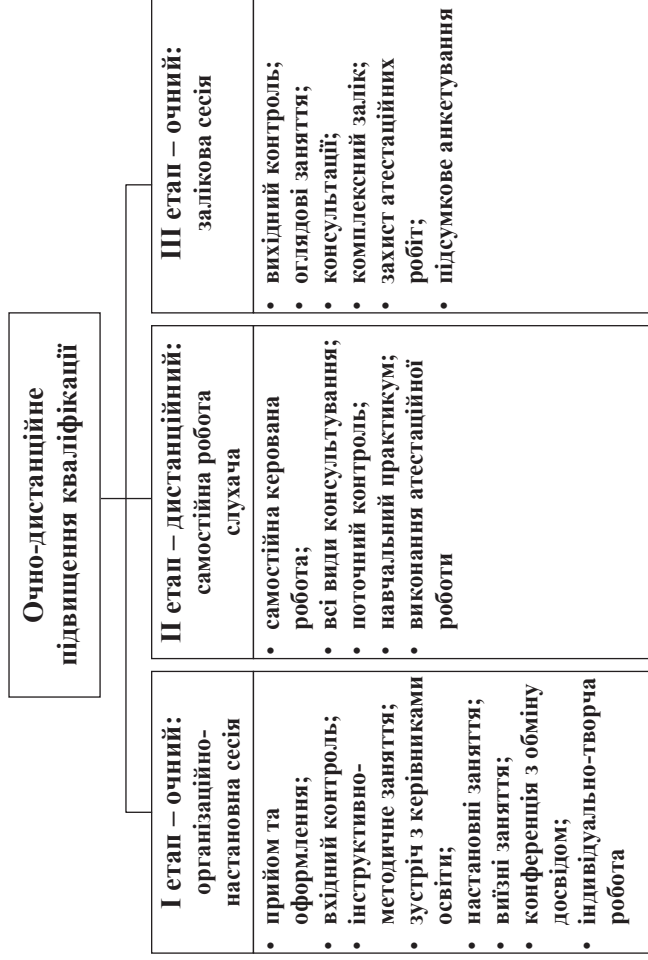 Очно-дистанційне
підвищення кваліфікації
І етап – очний:
організаційно-
настановна сесія
• прийом та
оформлення;
• вхідний контроль;
• інструктивно-
методичне заняття;
• зустріч з керівниками
освіти;
• настановні заняття;
• виїзні заняття;
• конференція з обміну
досвідом;
• індивідуально-творча
робота
ІІ етап – дистанційний:
самостійна робота
слухача
• самостійна керована
робота;
• всі види консультування;
• поточний контроль;
• навчальний практикум;
• виконання атестаційної
роботи
ІІІ етап – очний:
залікова сесія
• вихідний контроль;
• оглядові заняття;
• консультації;
• комплексний залік;
• захист атестаційних
робіт;
• підсумкове анкетування